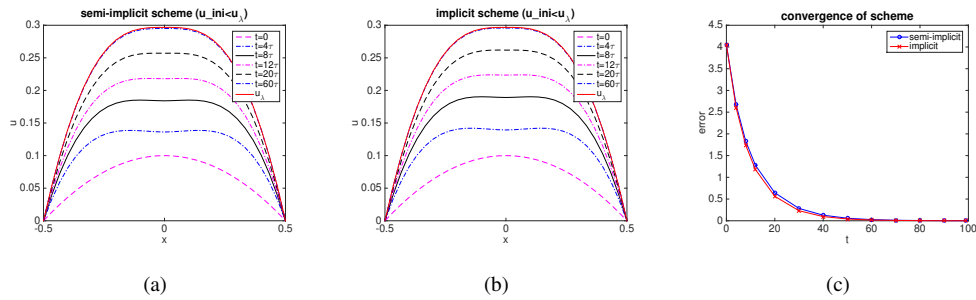 semi-implicit scheme (u_ini<u_λ)
0.3
0.25
0.2
0.15
0.1
0.05
0
u
-0.5
0
0.5
x
t=0
t=4τ
t=8τ
t=12τ
t=20τ
t=60τ
u_λ
(a)
implicit scheme (u_ini<u_λ)
0.3
0.25
0.2
0.15
0.1
0.05
0
u
-0.5
0
0.5
x
t=0
t=4τ
t=8τ
t=12τ
t=20τ
t=60τ
u_λ
(b)
convergence of scheme
4.5
4
3.5
3
2.5
2
1.5
1
0.5
0
error
0
20
40
60
80
100
t
semi-implicit
implicit
(c)